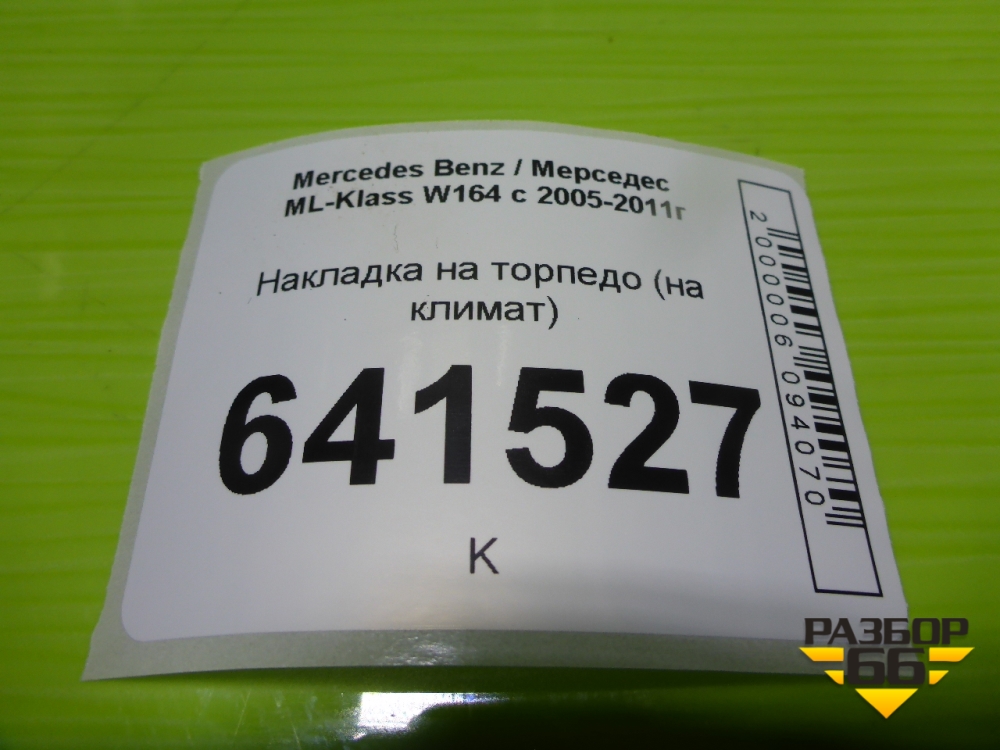 Mercedes Benz / Мерседес
ML-Klass W164 с 2005-2011г
Накладка на торпедо (на
климат)
641527
К
2000006094070
РАЗБОР
66